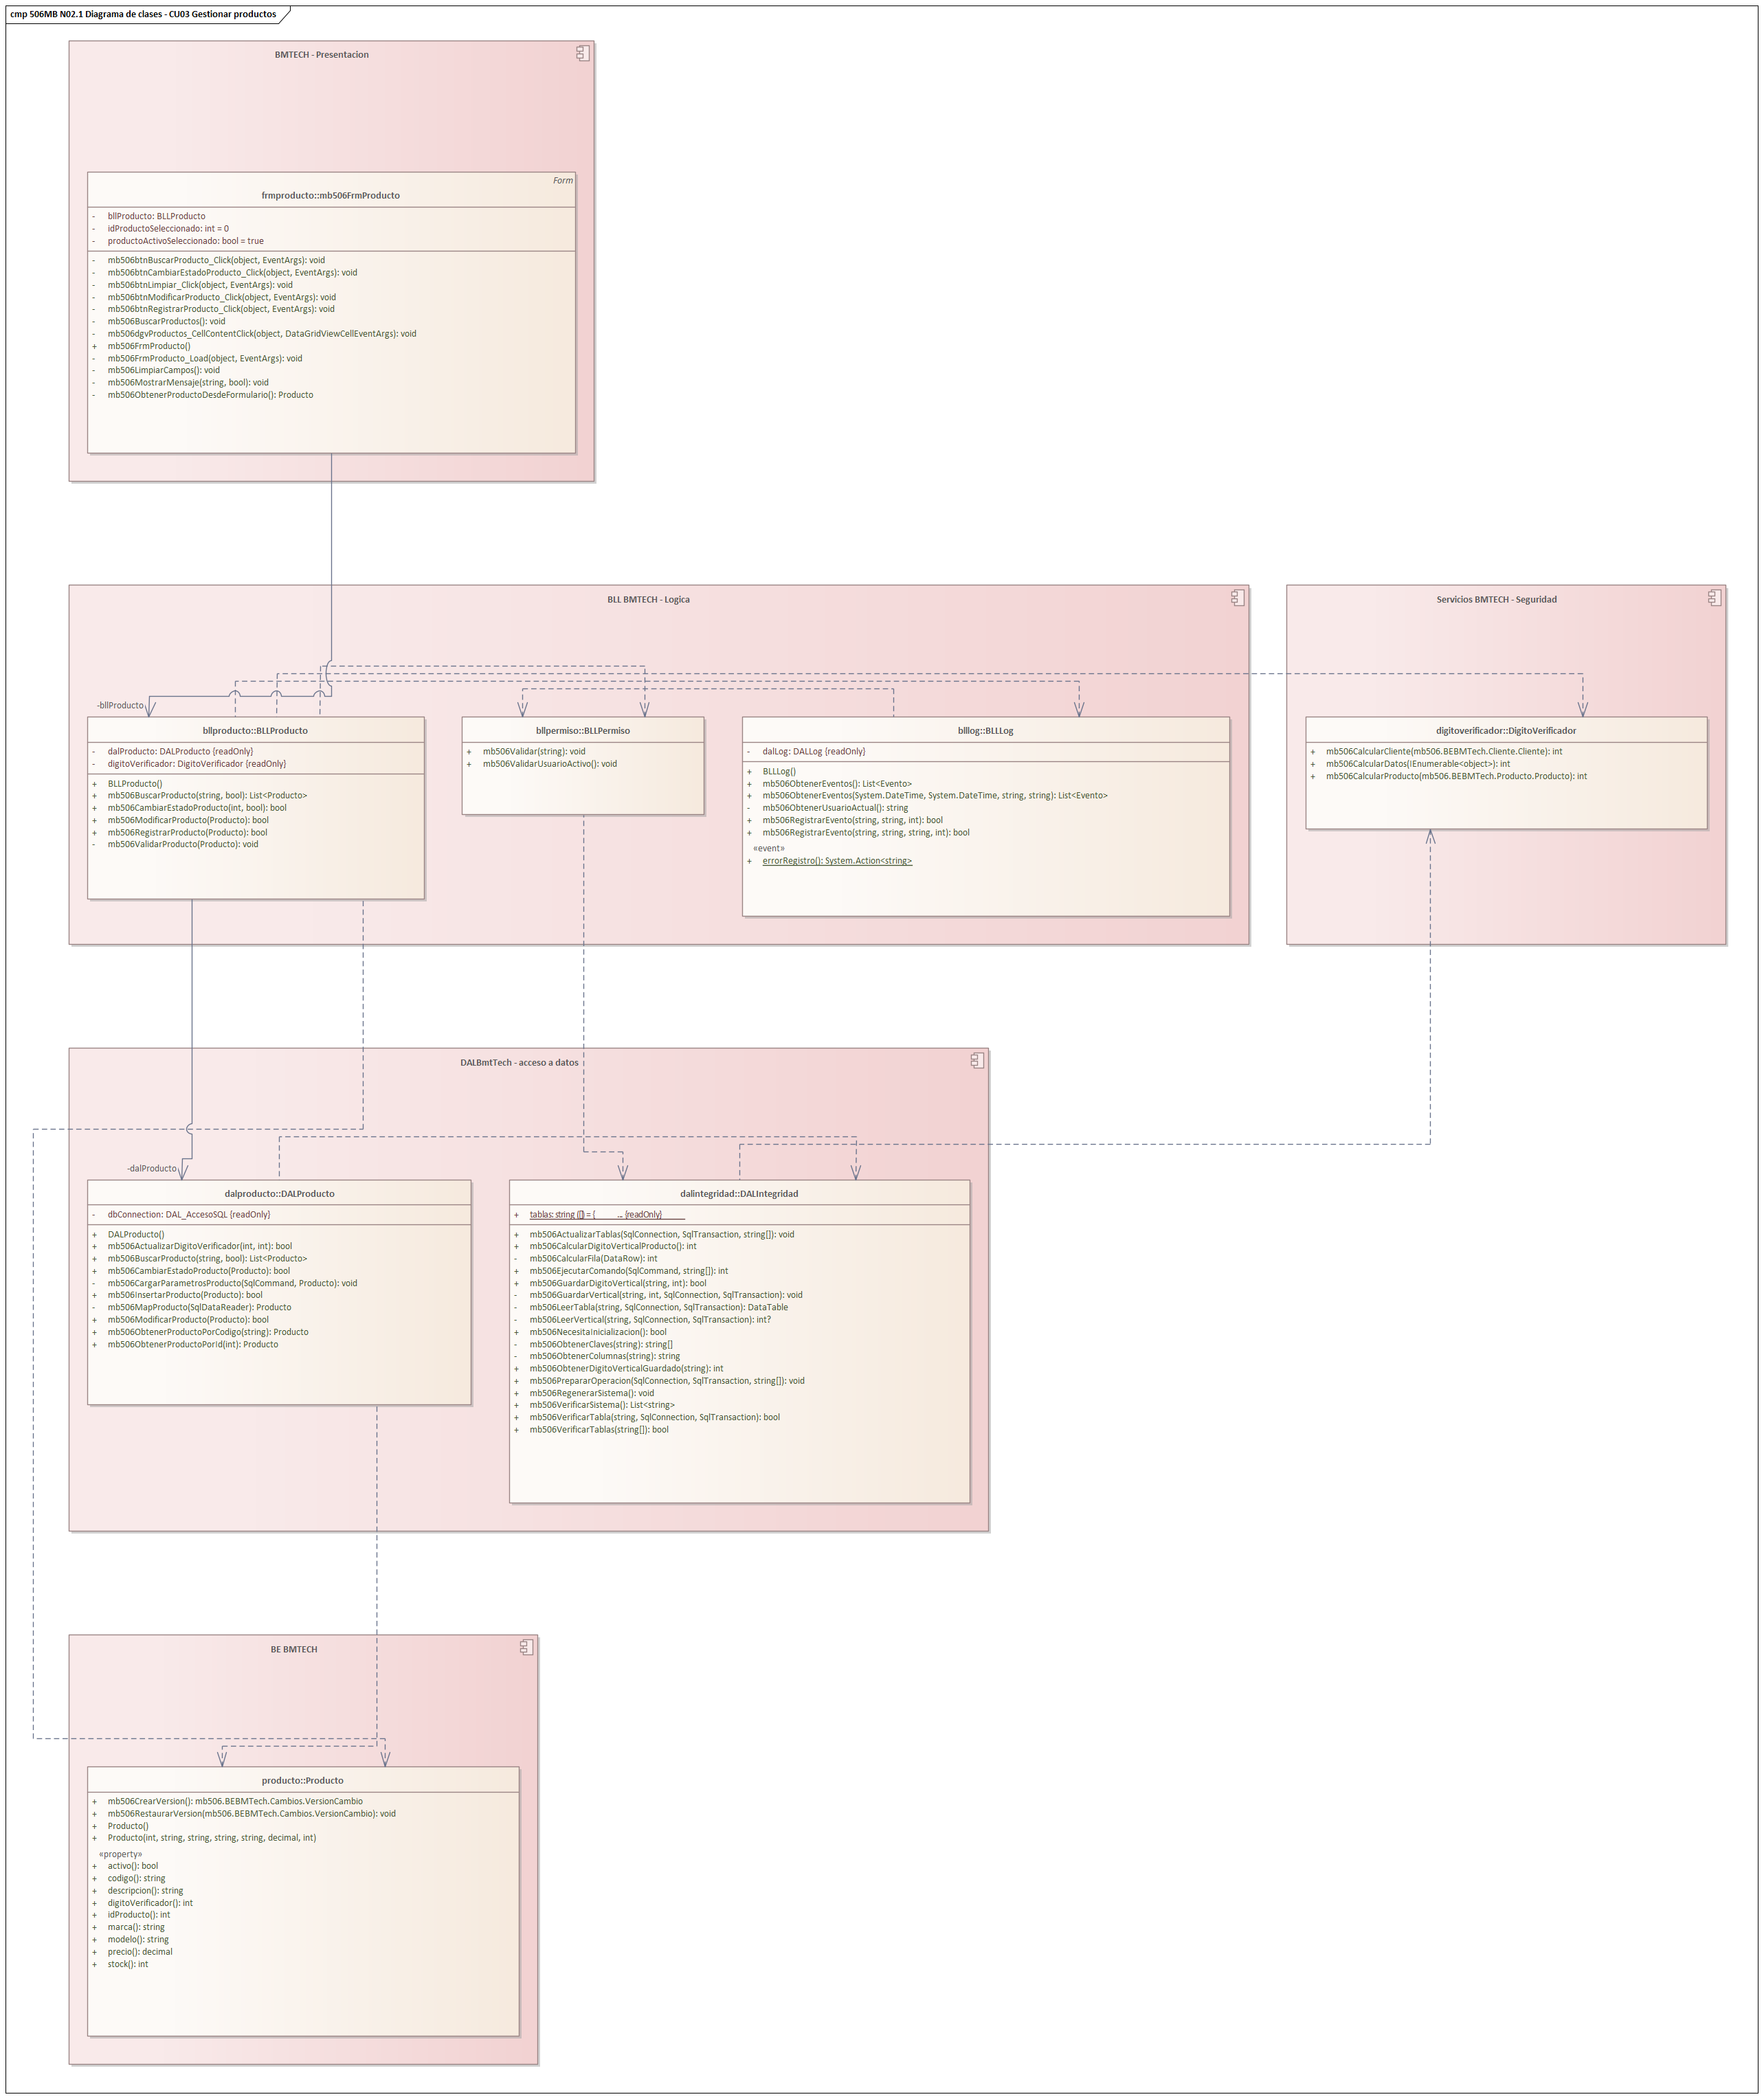 cmp 506MB N02.1 Diagrama de clases - CU03 Gestionar productos
BMTECH - Presentacion
Form
frmproducto::mb506FrmProducto
- bllProducto: BLLProducto
- idProductoSeleccionado: int = 0
- productoActivoSeleccionado: bool = true
- mb506btnBuscarProducto_Click(object, EventArgs): void
- mb506btnCambiarEstadoProducto_Click(object, EventArgs): void
- mb506btnLimpiar_Click(object, EventArgs): void
- mb506btnModificarProducto_Click(object, EventArgs): void
- mb506btnRegistrarProducto_Click(object, EventArgs): void
- mb506BuscarProductos(): void
- mb506dgvProductos_CellContentClick(object, DataGridViewCellEventArgs): void
+ mb506FrmProducto()
- mb506FrmProducto_Load(object, EventArgs): void
- mb506LimpiarCampos(): void
- mb506MostrarMensaje(string, bool): void
- mb506ObtenerProductoDesdeFormulario(): Producto
BLL BMTECH - Logica
-bllProducto
bllproducto::BLLProducto
- dalProducto: DALProducto {readOnly}
- digitoVerificador: DigitoVerificador {readOnly}
+ BLLProducto()
+ mb506BuscarProducto(string, bool): List<Producto>
+ mb506CambiarEstadoProducto(int, bool): bool
+ mb506ModificarProducto(Producto): bool
+ mb506RegistrarProducto(Producto): bool
- mb506ValidarProducto(Producto): void
bllpermiso::BLLPermiso
+ mb506Validar(string): void
+ mb506ValidarUsuarioActivo(): void
blllog::BLLLog
- dalLog: DALLog {readOnly}
+ BLLLog()
+ mb506ObtenerEventos(): List<Evento>
+ mb506ObtenerEventos(System.DateTime, System.DateTime, string, string): List<Evento>
- mb506ObtenerUsuarioActual(): string
+ mb506RegistrarEvento(string, string, int): bool
+ mb506RegistrarEvento(string, string, string, int): bool
«event»
+ errorRegistro(): System.Action<string>
Servicios BMTECH - Seguridad
digitoverificador::DigitoVerificador
+ mb506CalcularCliente(mb506.BEBMTech.Cliente.Cliente): int
+ mb506CalcularDatos(IEnumerable<object>): int
+ mb506CalcularProducto(mb506.BEBMTech.Producto.Producto): int
DALBmtTech - acceso a datos
-dalProducto
dalproducto::DALProducto
- dbConnection: DAL_AccesoSQL {readOnly}
+ DALProducto()
+ mb506ActualizarDigitoVerificador(int, int): bool
+ mb506BuscarProducto(string, bool): List<Producto>
+ mb506CambiarEstadoProducto(Producto): bool
- mb506CargarParametrosProducto(SqlCommand, Producto): void
+ mb506InsertarProducto(Producto): bool
- mb506MapProducto(SqlDataReader): Producto
+ mb506ModificarProducto(Producto): bool
+ mb506ObtenerProductoPorCodigo(string): Producto
+ mb506ObtenerProductoPorId(int): Producto
dalintegridad::DALIntegridad
+ tablas: string ([]) = { ... {readOnly}
+ mb506ActualizarTablas(SqlConnection, SqlTransaction, string[]): void
+ mb506CalcularDigitoVerticalProducto(): int
- mb506CalcularFila(DataRow): int
+ mb506EjecutarComando(SqlCommand, string[]): int
+ mb506GuardarDigitoVertical(string, int): bool
- mb506GuardarVertical(string, int, SqlConnection, SqlTransaction): void
- mb506LeerTabla(string, SqlConnection, SqlTransaction): DataTable
- mb506LeerVertical(string, SqlConnection, SqlTransaction): int?
+ mb506NecesitaInicializacion(): bool
- mb506ObtenerClaves(string): string[]
- mb506ObtenerColumnas(string): string
+ mb506ObtenerDigitoVerticalGuardado(string): int
+ mb506PrepararOperacion(SqlConnection, SqlTransaction, string[]): void
+ mb506RegenerarSistema(): void
+ mb506VerificarSistema(): List<string>
+ mb506VerificarTabla(string, SqlConnection, SqlTransaction): bool
+ mb506VerificarTablas(string[]): bool
BE BMTECH
producto::Producto
+ mb506CrearVersion(): mb506.BEBMTech.Cambios.VersionCambio
+ mb506RestaurarVersion(mb506.BEBMTech.Cambios.VersionCambio): void
+ Producto()
+ Producto(int, string, string, string, string, decimal, int)
«property»
+ activo(): bool
+ codigo(): string
+ descripcion(): string
+ digitoVerificador(): int
+ idProducto(): int
+ marca(): string
+ modelo(): string
+ precio(): decimal
+ stock(): int